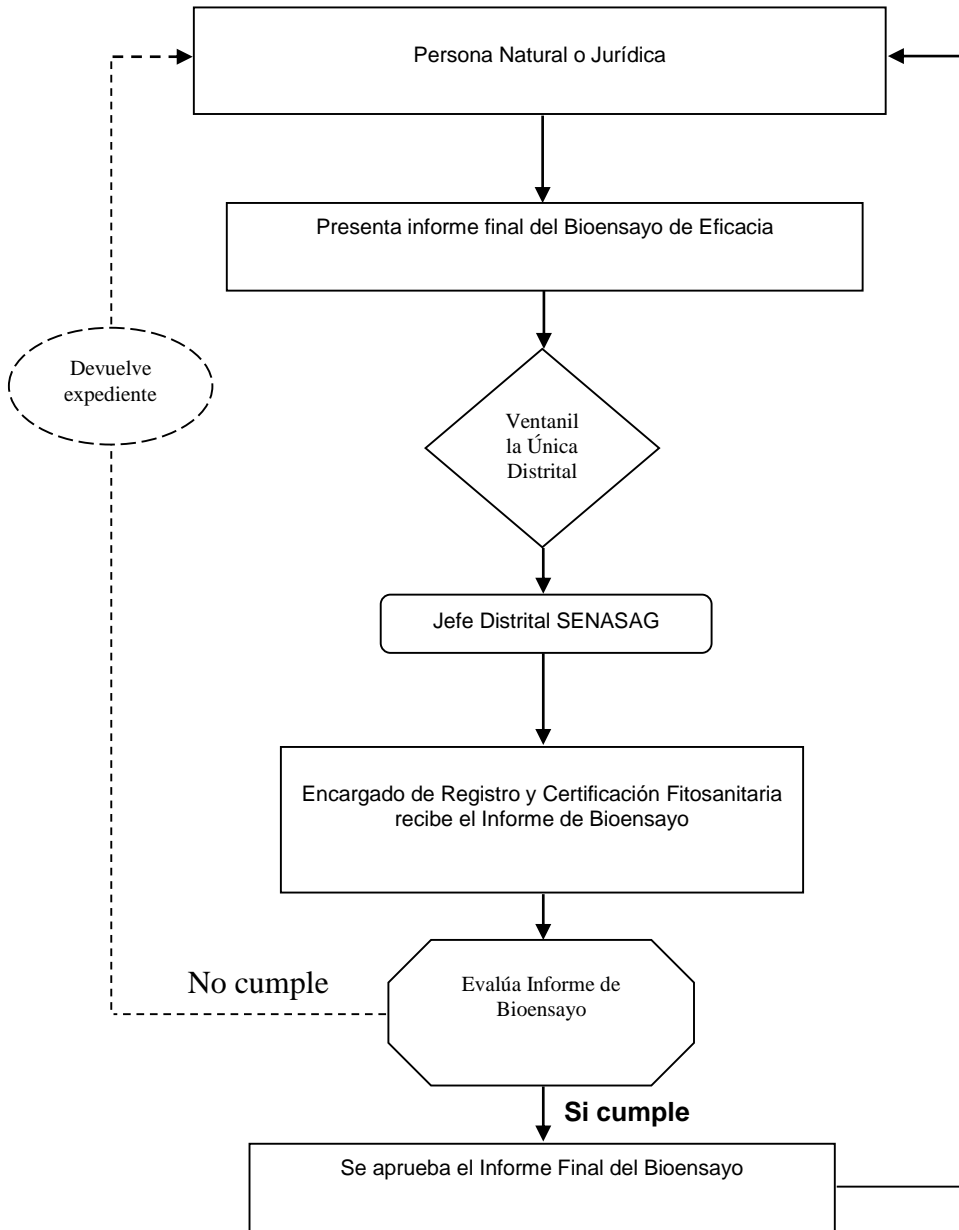 Persona Natural o Jurídica
Presenta informe final del Bioensayo de Eficacia
Devuelve
expediente
Ventanil
la Única
Distrital
Jefe Distrital SENASAG
Encargado de Registro y Certificación Fitosanitaria
recibe el Informe de Bioensayo
No cumple
Evalúa Informe de
Bioensayo
Si cumple
Se aprueba el Informe Final del Bioensayo